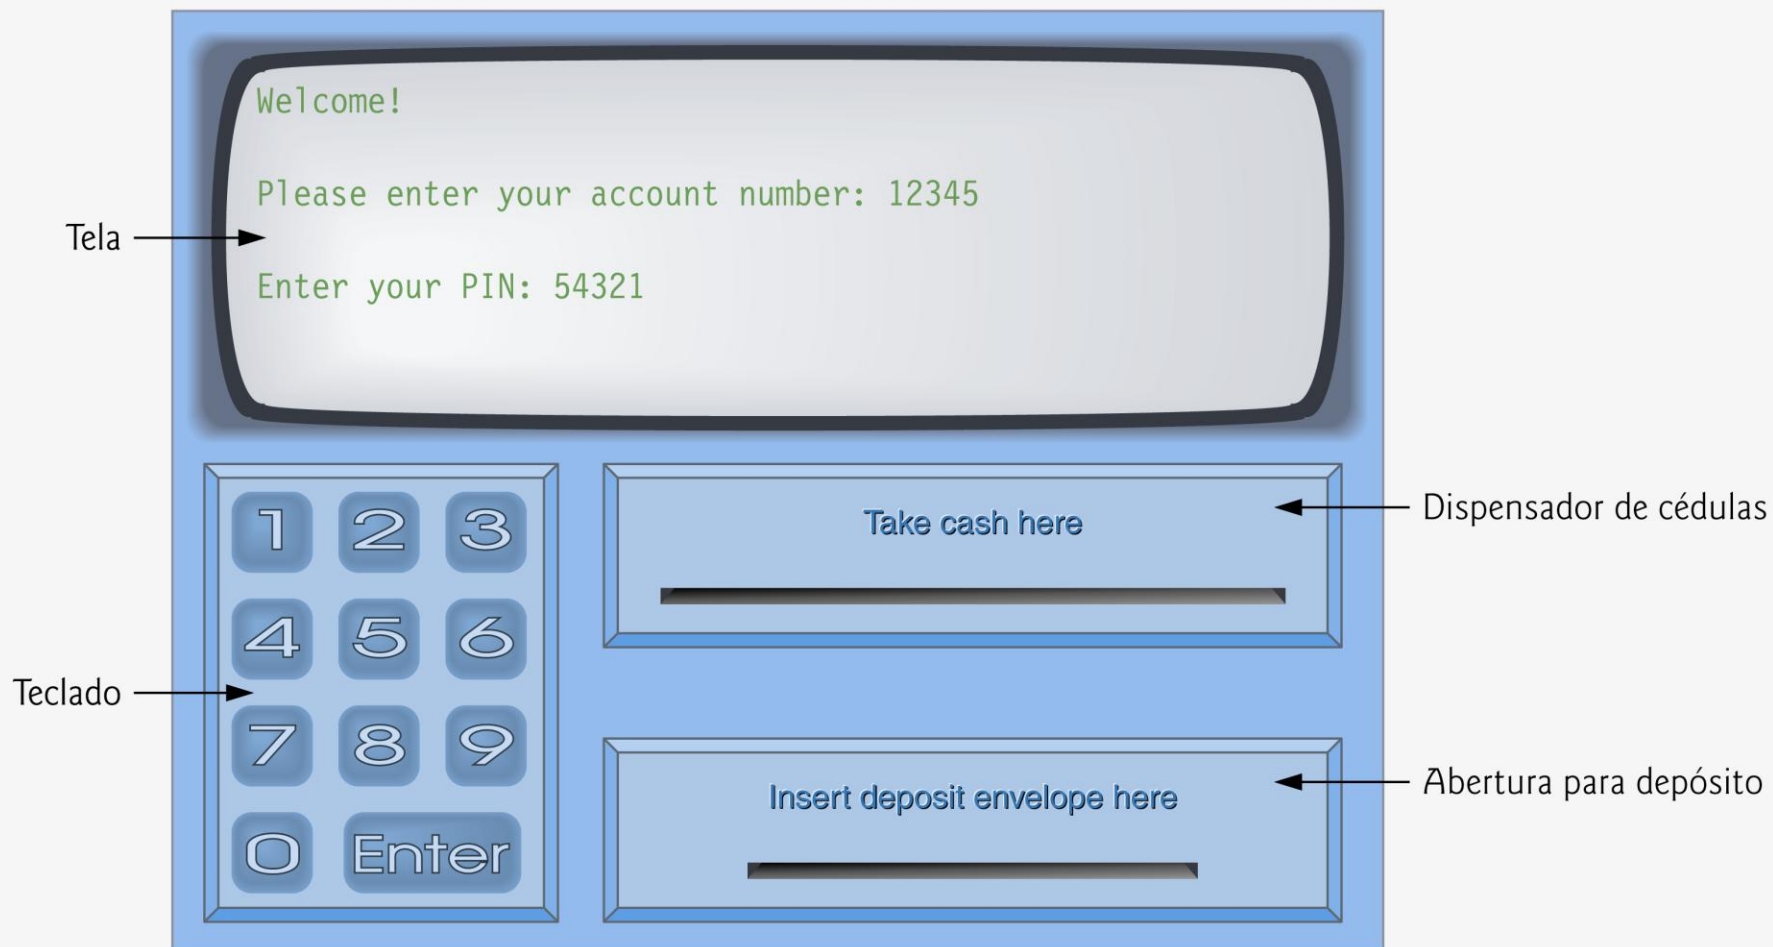 Welcome!
Please enter your account number: 12345
Tela
Enter your PIN: 54321
1 2 3
Take cash here
Dispensador de cédulas
4 5 6
Teclado
7 8 9
Insert deposit envelope here
Abertura para depósito
0 Enter